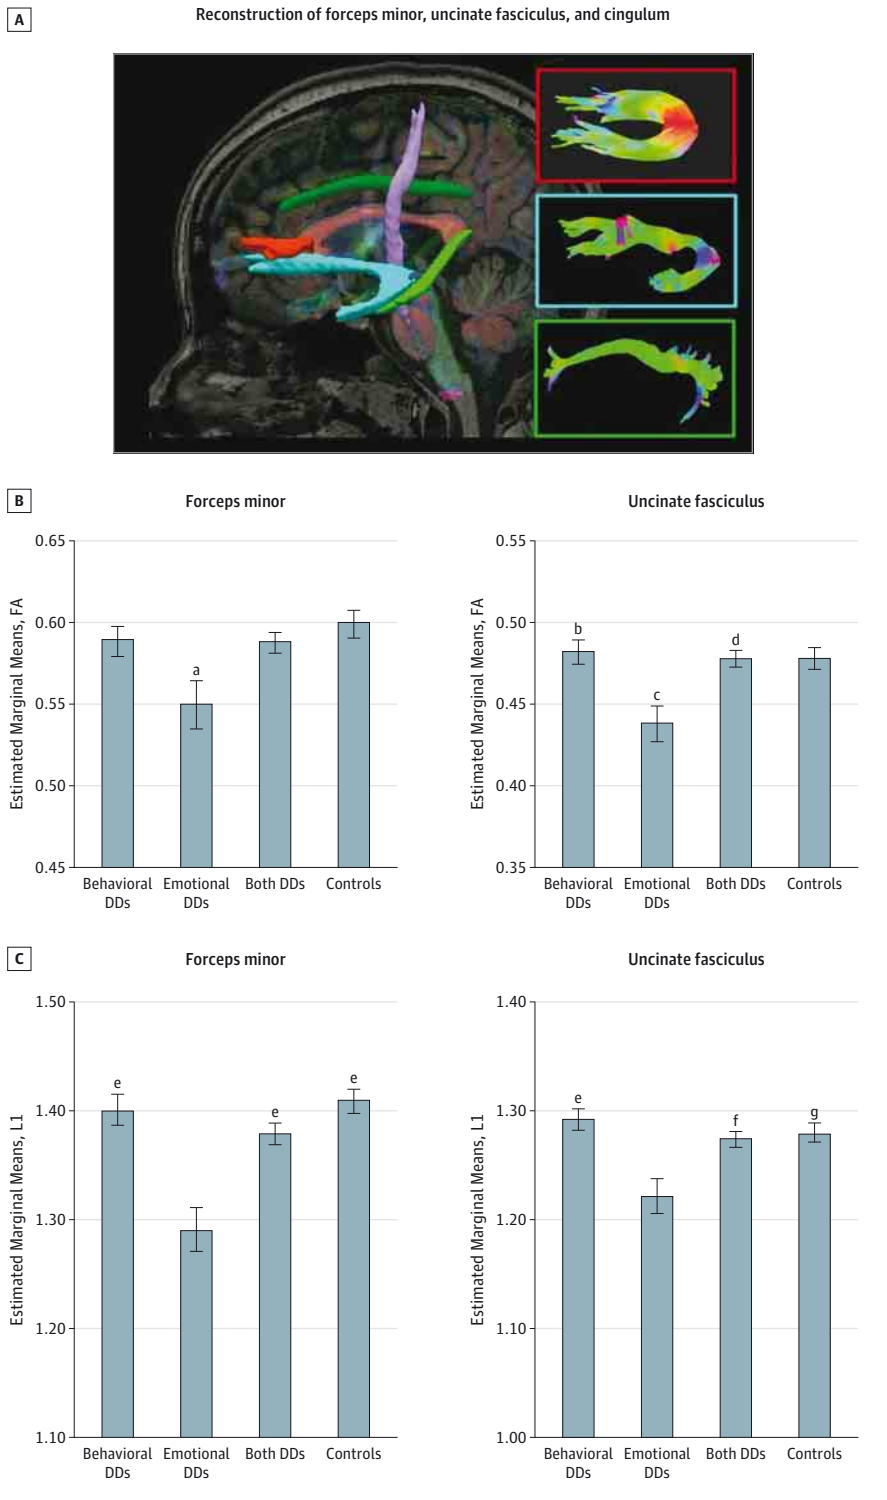 A
Reconstruction of forceps minor, uncinate fasciculus, and cingulum
B
Forceps minor
Estimated Marginal Means, FA
0.65
0.60
0.55
0.50
0.45
a
Behavioral DDs
Emotional DDs
Both DDs
Controls
Uncinate fasciculus
Estimated Marginal Means, FA
0.55
0.50
0.45
0.40
0.35
b
c
d
Behavioral DDs
Emotional DDs
Both DDs
Controls
C
Forceps minor
Estimated Marginal Means, L1
1.50
1.40
1.30
1.20
1.10
e
e
e
Behavioral DDs
Emotional DDs
Both DDs
Controls
Uncinate fasciculus
Estimated Marginal Means, L1
1.40
1.30
1.20
1.10
1.00
e
f
g
Behavioral DDs
Emotional DDs
Both DDs
Controls